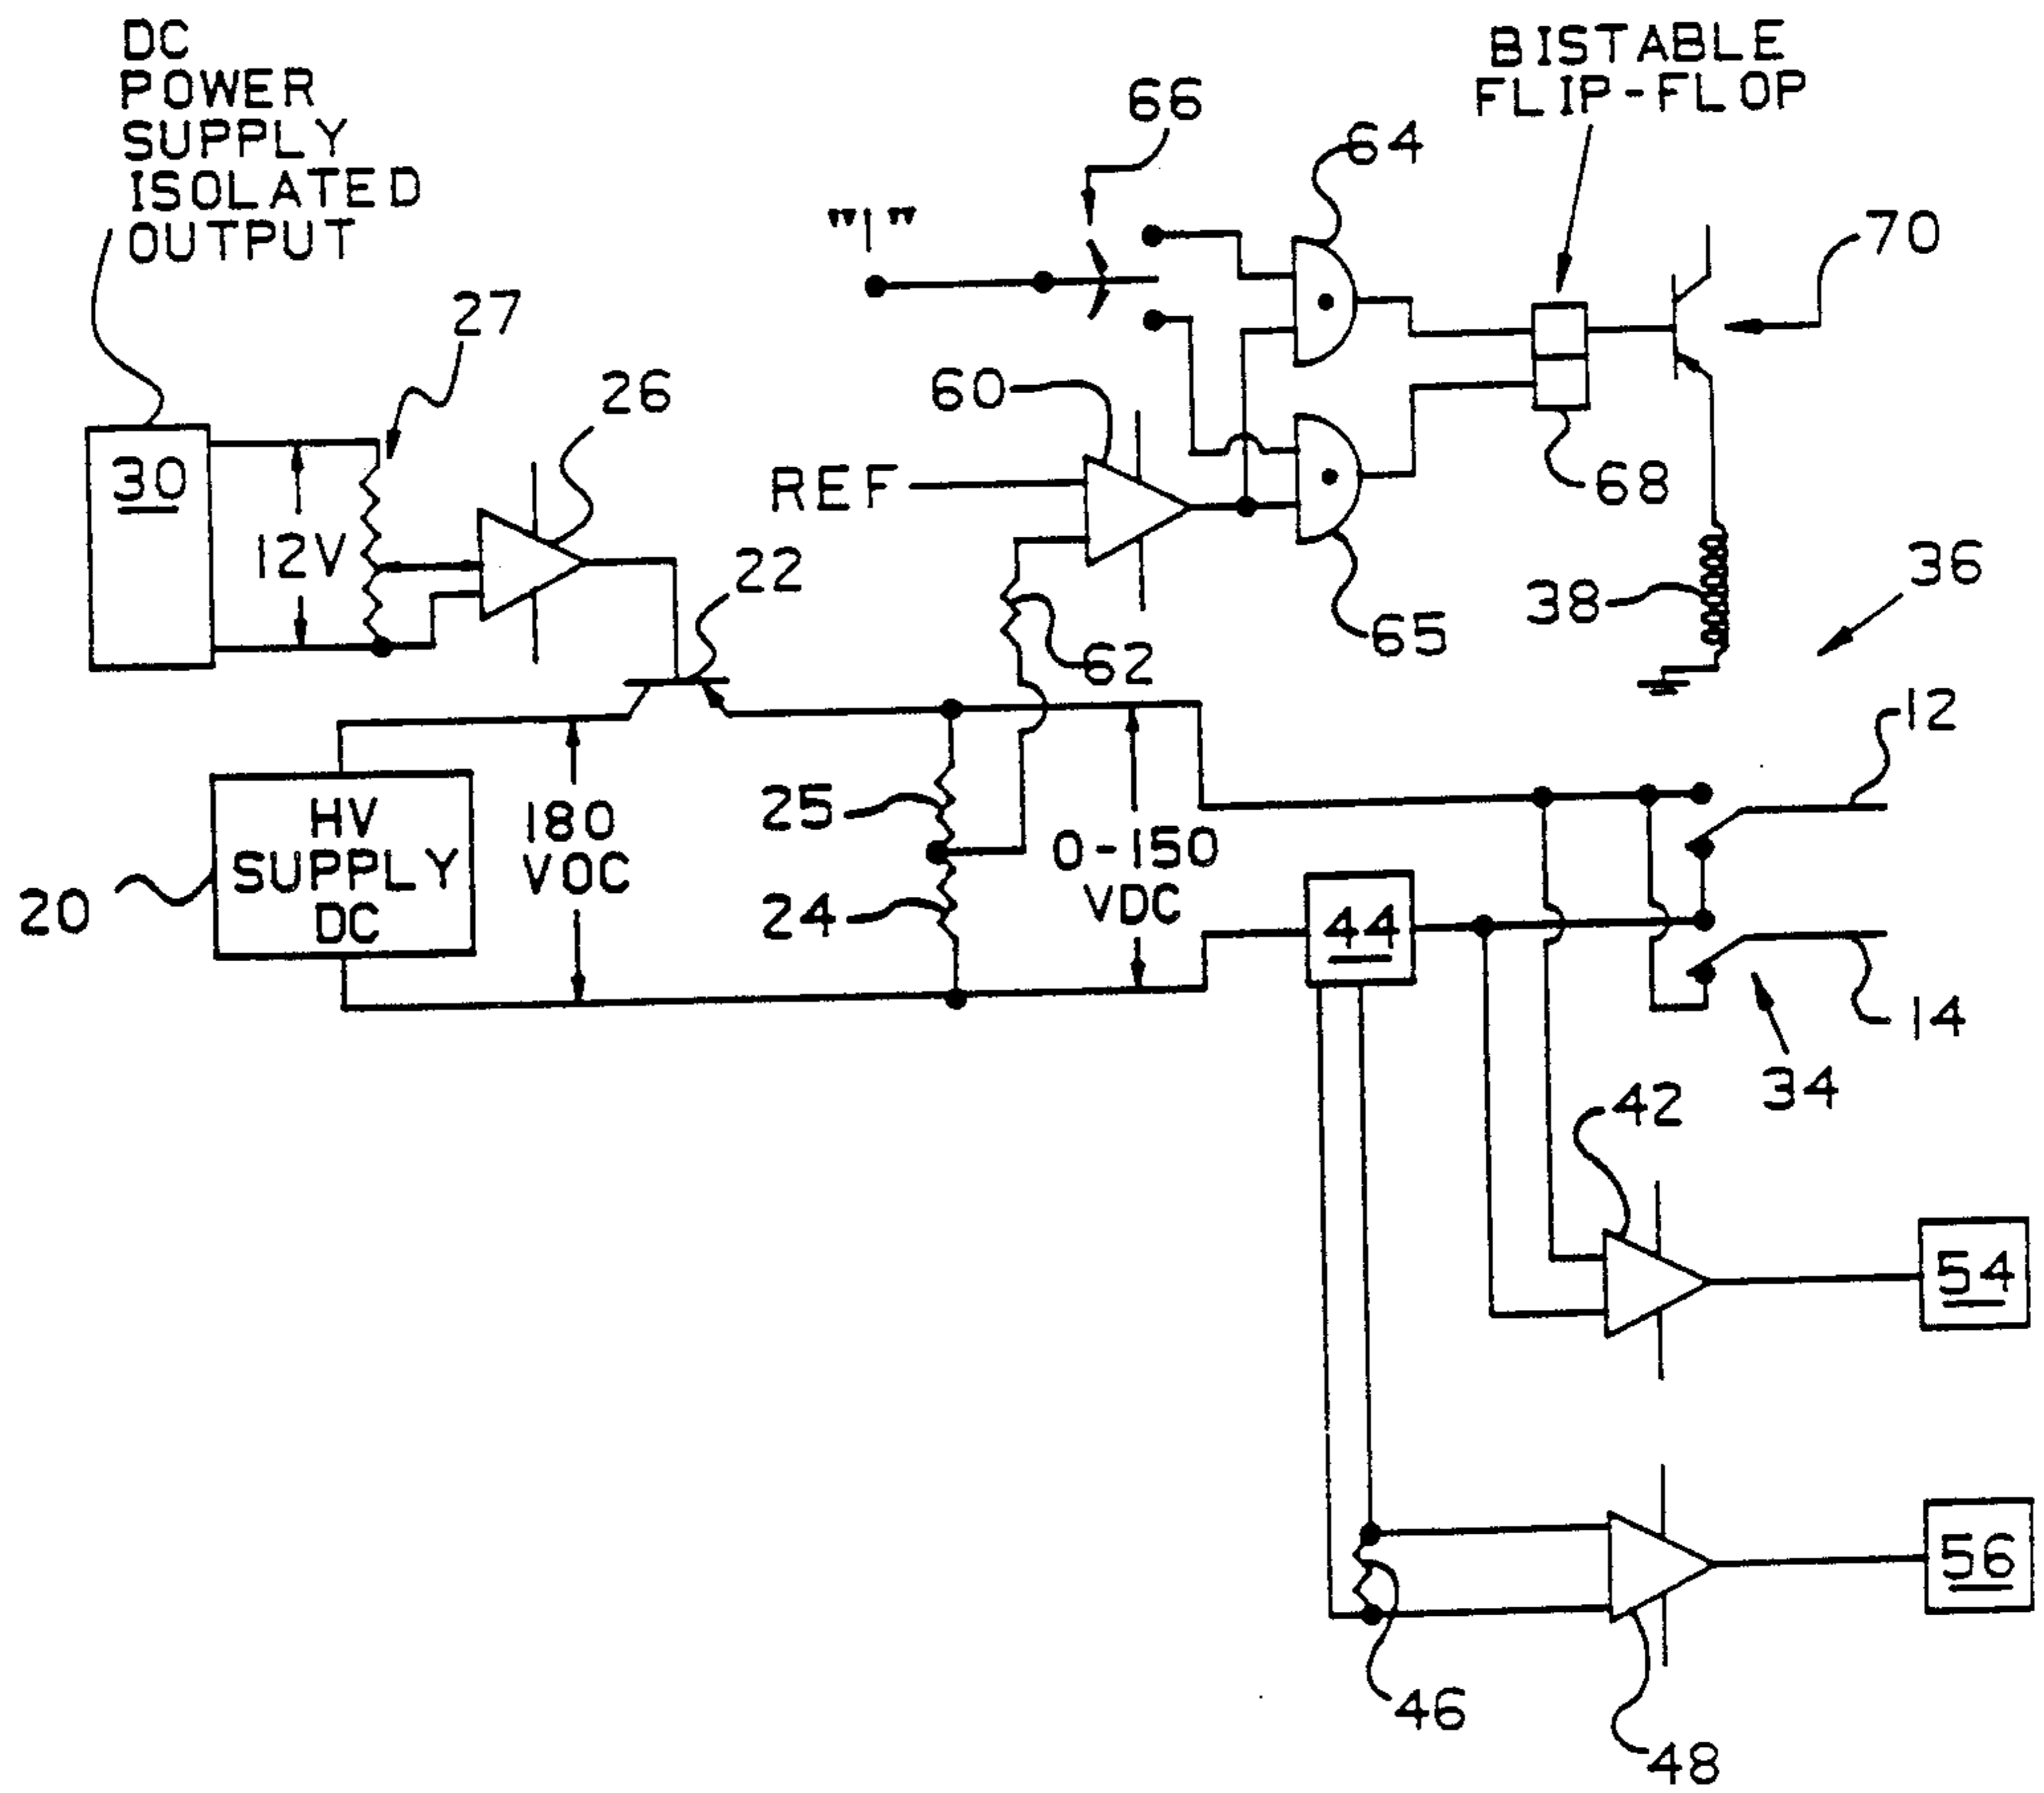 DC
POWER
SUPPLY
ISOLATED
OUTPUT
BISTABLE
FLIP-FLOP
66
64
"1"
70
27
26
60
30
REF
68
12V
22
36
38
65
62
12
25
HV
SUPPLY
DC
180
VOC
0-150
VDC
20
24
44
14
34
42
54
56
46
48